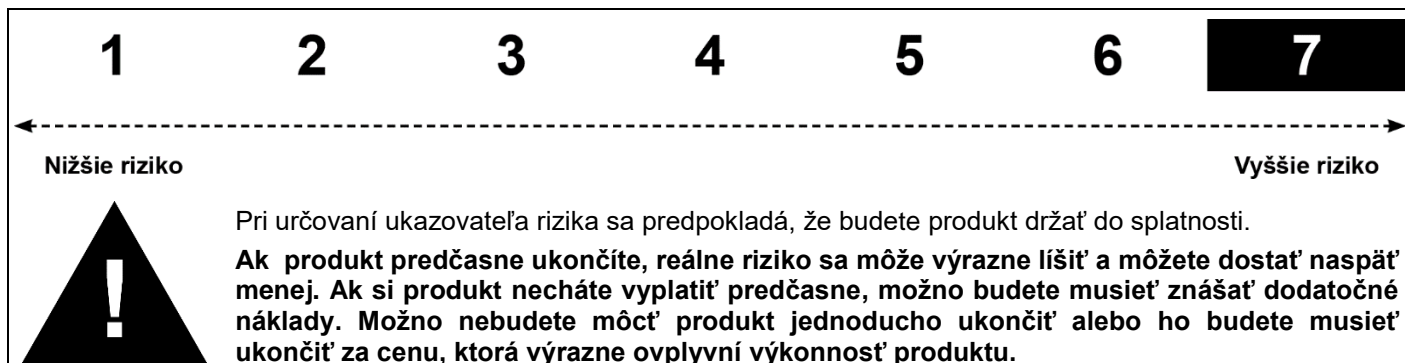 1 2 3 4 5 6 7
Nižšie riziko Vyššie riziko
!
Pri určovaní ukazovateľa rizika sa predpokladá, že budete produkt držať do splatnosti.
Ak produkt predčasne ukončíte, reálne riziko sa môže výrazne líšiť a môžete dostať naspäť
menej. Ak si produkt necháte vyplatiť predčasne, možno budete musieť znášať dodatočné
náklady. Možno nebudete môcť produkt jednoducho ukončiť alebo ho budete musieť
ukončiť za cenu, ktorá výrazne ovplyvní výkonnosť produktu.